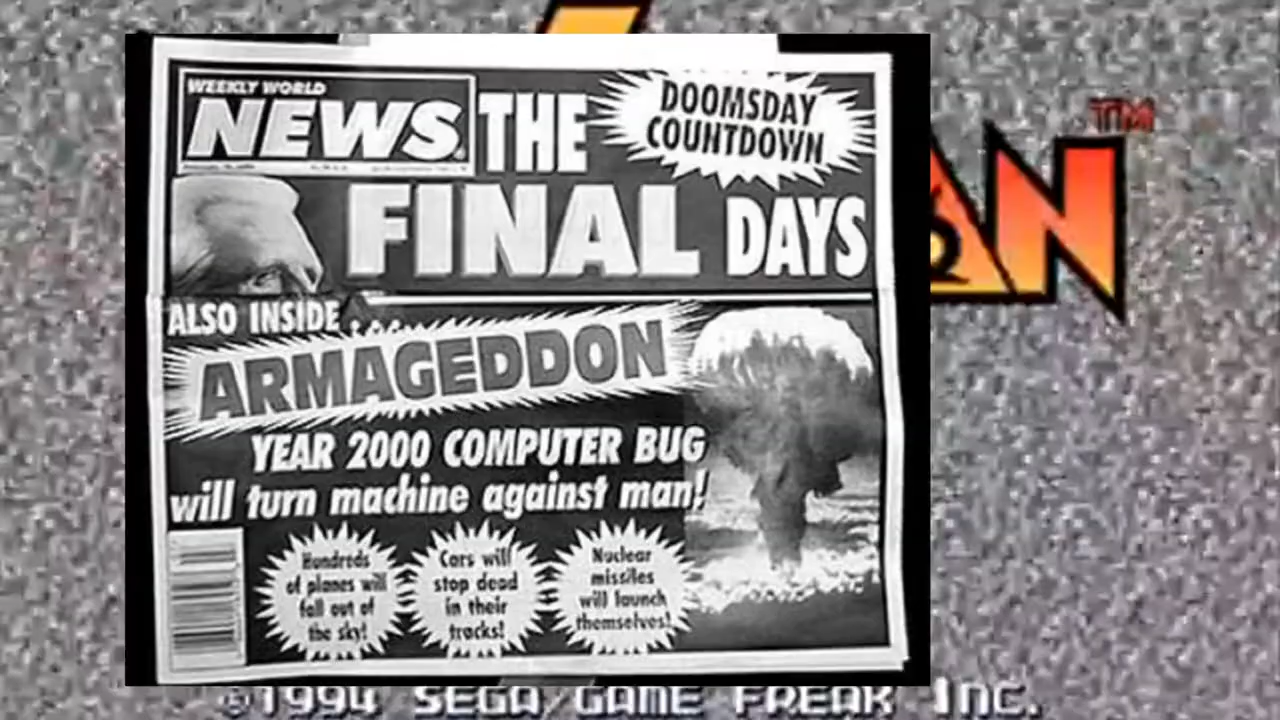 WEEKLY WORLD
NEWS
THE
DOOMSDAY
COUNTDOWN
FINAL DAYS
ALSO INSIDE
ARMAGEDDON
YEAR 2000 COMPUTER BUG
will turn machine against man!
Hundreds
of planes will
fall out of
the sky!
Cars will
stop dead
in their
tracks!
Nuclear
missiles
will launch
themselves!
AN
TM
©1994 SEGA/GAME FREAK INC.